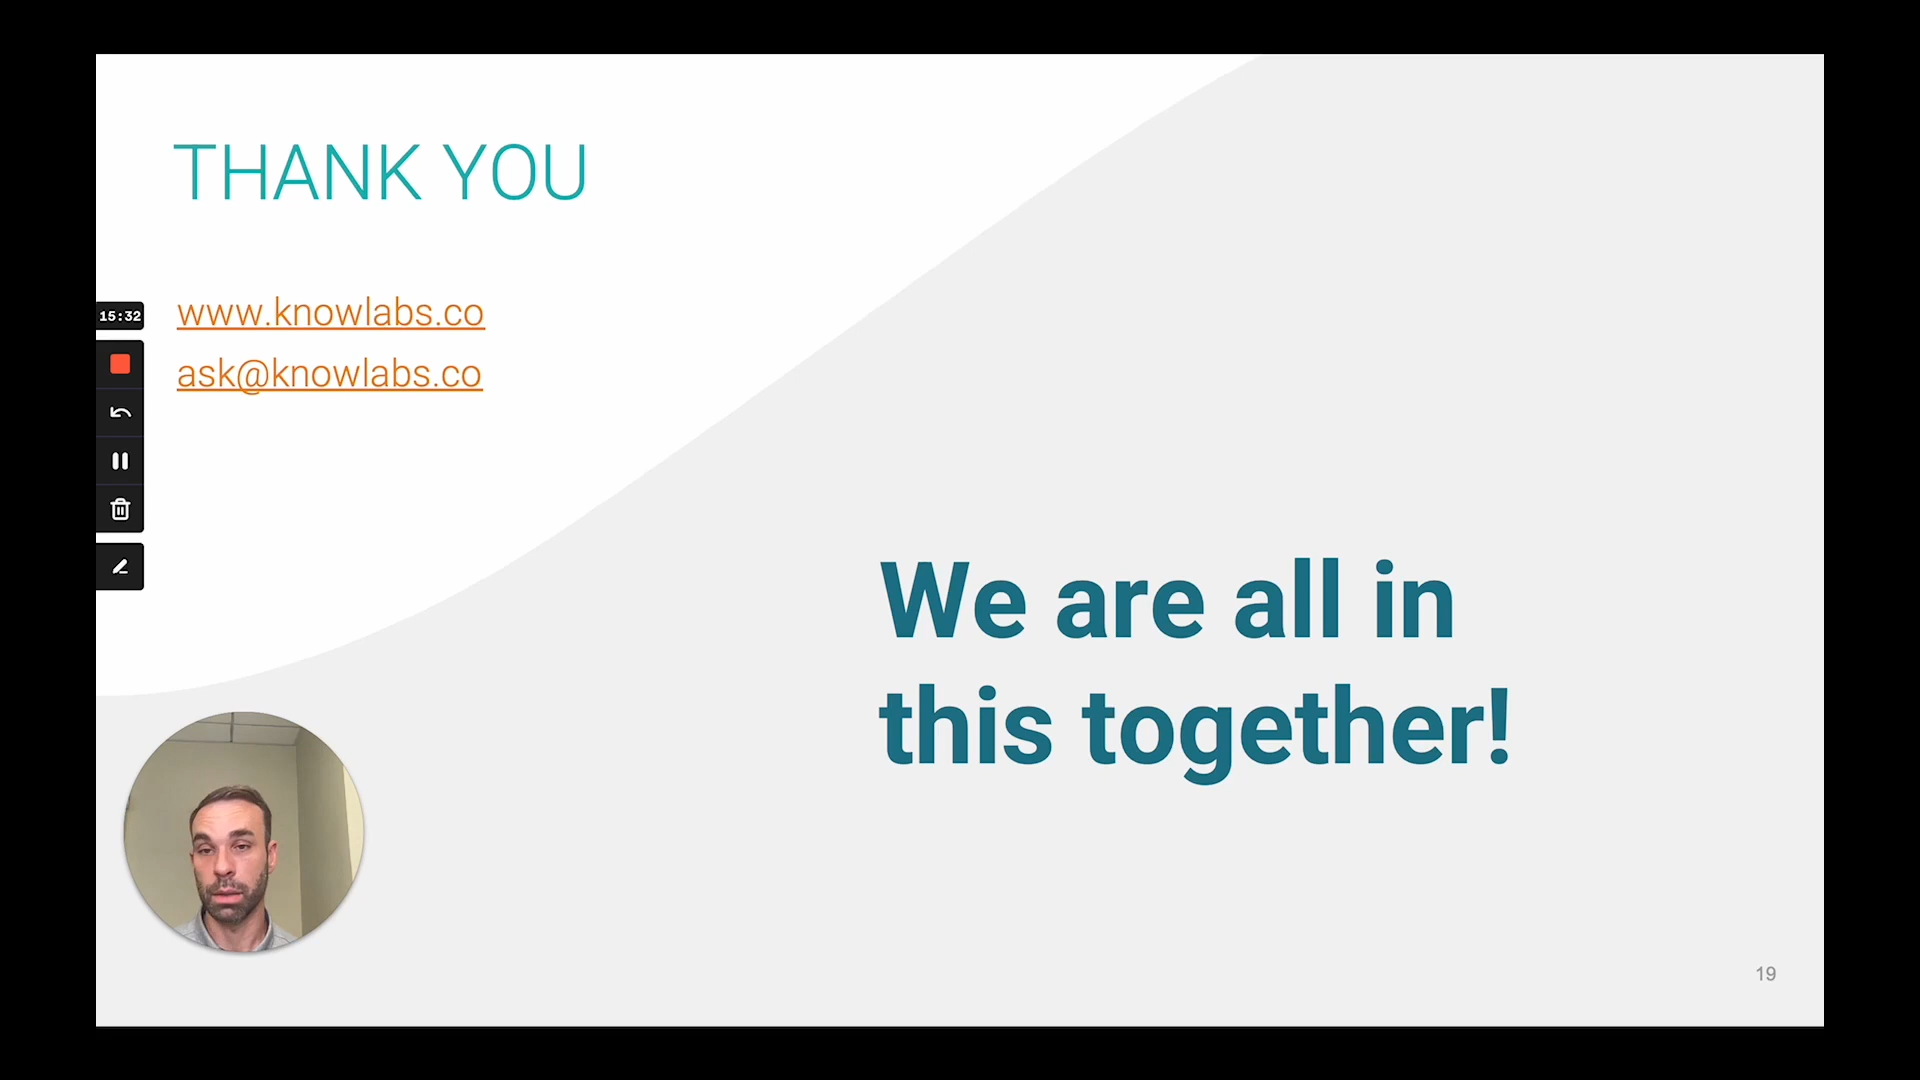 THANK YOU
www.knowlabs.co
ask@knowlabs.co
15:32
We are all in
this together!
19